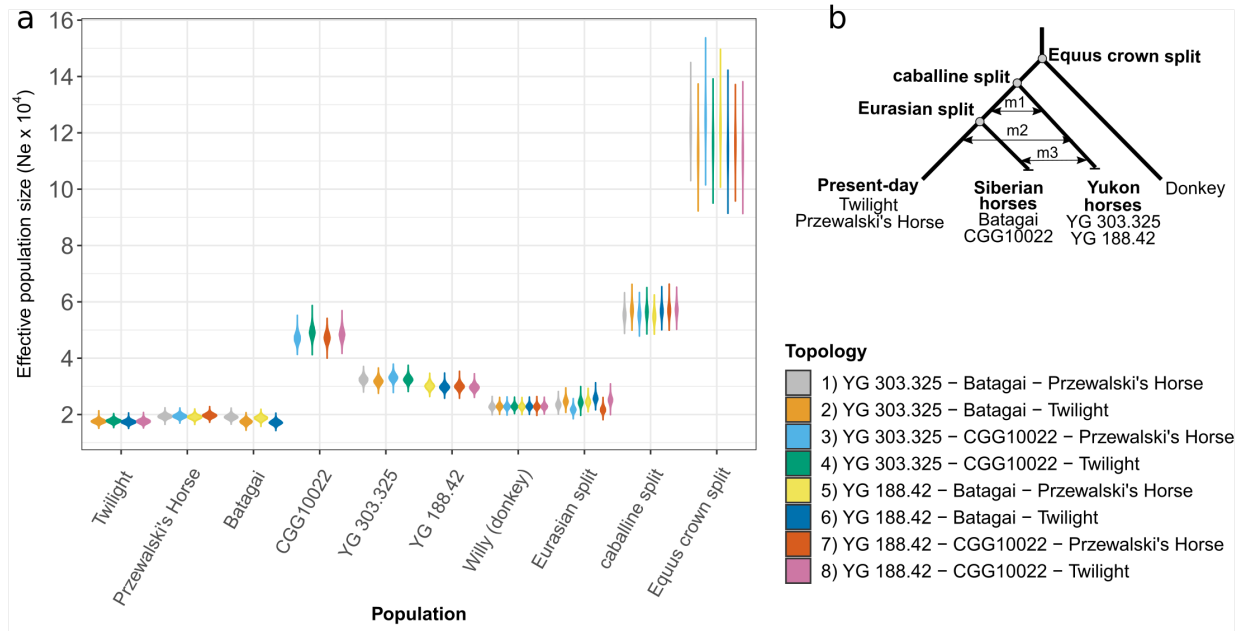 a
16
14
12
10
8
6
4
2
Effective population size (Ne x 10⁴)
Twilight
Przewalski's Horse
Batagai
CGG10022
YG 303.325
YG 188.42
Willy (donkey)
Eurasian split
caballine split
Equus crown split
Population
b
Equus crown split
caballine split
Eurasian split
m1
m2
m3
Present-day
Twilight
Przewalski's Horse
Siberian
horses
Batagai
CGG10022
Yukon
horses
YG 303.325
YG 188.42
Donkey
Topology
1) YG 303.325 − Batagai − Przewalski's Horse
2) YG 303.325 − Batagai − Twilight
3) YG 303.325 − CGG10022 − Przewalski's Horse
4) YG 303.325 − CGG10022 − Twilight
5) YG 188.42 − Batagai − Przewalski's Horse
6) YG 188.42 − Batagai − Twilight
7) YG 188.42 − CGG10022 − Przewalski's Horse
8) YG 188.42 − CGG10022 − Twilight